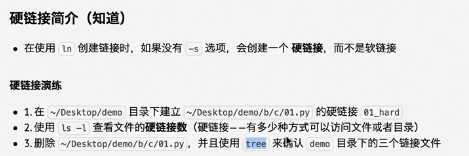 硬链接简介（知道）
• 在使用 ln 创建链接时，如果没有 -s 选项，会创建一个 硬链接，而不是软链接
硬链接演练
• 1. 在 ~/Desktop/demo 目录下建立 ~/Desktop/demo/b/c/01.py 的硬链接 01_hard
• 2. 使用 ls -l 查看文件的硬链接数（硬链接——有多少种方式可以访问文件或者目录）
• 3. 删除 ~/Desktop/demo/b/c/01.py，并且使用 tree 来确认 demo 目录下的三个链接文件